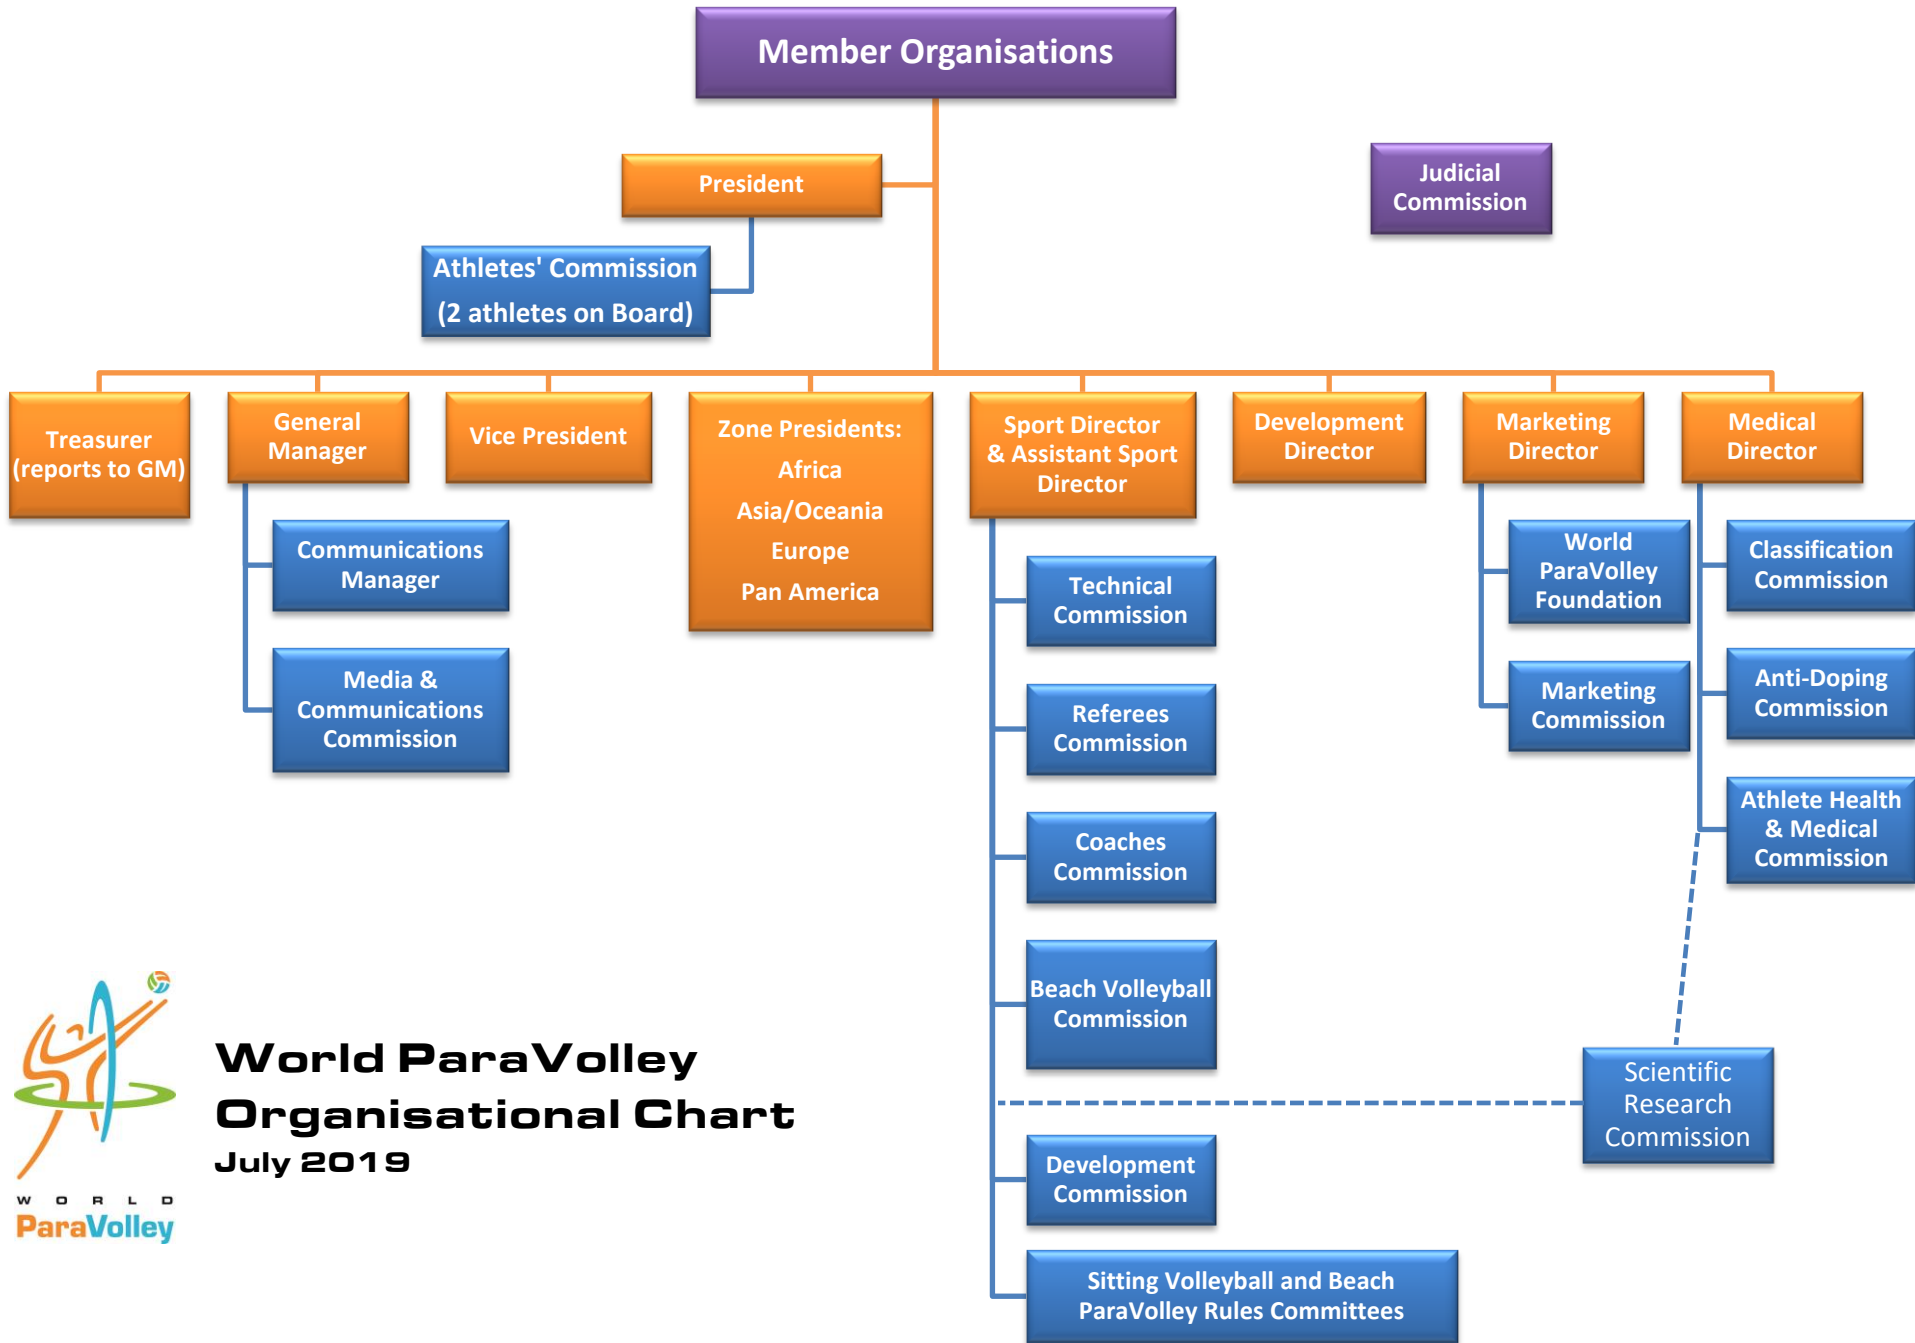 Member Organisations
President
Judicial
Commission
Athletes' Commission
(2 athletes on Board)
Treasurer
(reports to GM)
General
Manager
Vice President
Zone Presidents:
Africa
Asia/Oceania
Europe
Pan America
Sport Director
& Assistant Sport
Director
Development
Director
Marketing
Director
Medical
Director
Communications
Manager
Media &
Communications
Commission
Technical
Commission
Referees
Commission
Coaches
Commission
Beach Volleyball
Commission
Development
Commission
Sitting Volleyball and Beach
ParaVolley Rules Committees
World
ParaVolley
Foundation
Marketing
Commission
Classification
Commission
Anti-Doping
Commission
Athlete Health
& Medical
Commission
Scientific
Research
Commission
World ParaVolley
Organisational Chart
July 2019
WORLD
ParaVolley